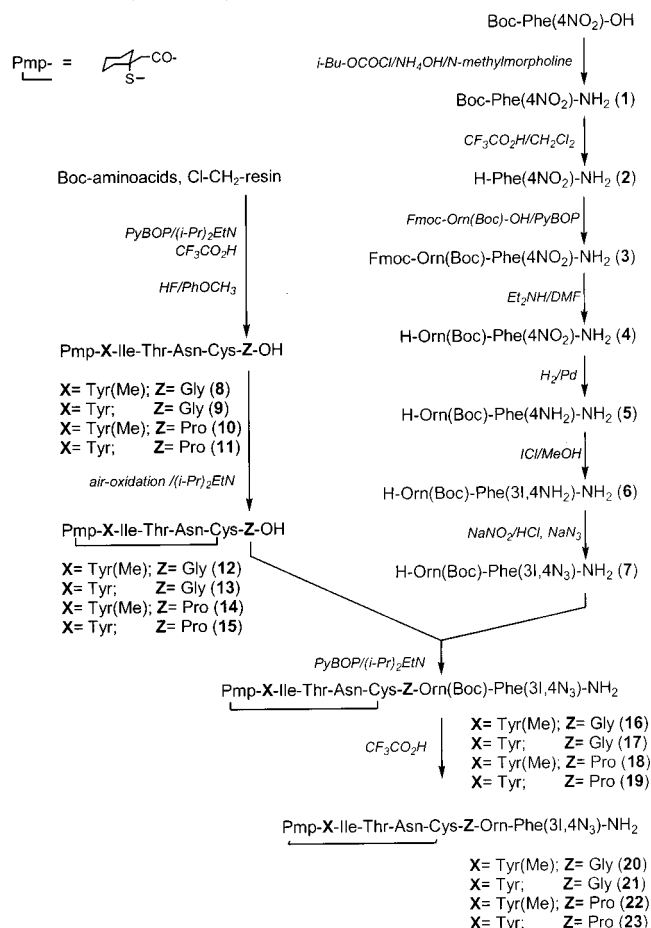 Pmp- =
CO-
S-
Boc-Phe(4NO2)-OH
i-Bu-OCOCl/NH4OH/N-methylmorpholine
Boc-Phe(4NO2)-NH2 (1)
CF3CO2H/CH2Cl2
H-Phe(4NO2)-NH2 (2)
Fmoc-Orn(Boc)-OH/PyBOP
Fmoc-Orn(Boc)-Phe(4NO2)-NH2 (3)
Et2NH/DMF
H-Orn(Boc)-Phe(4NO2)-NH2 (4)
H2/Pd
H-Orn(Boc)-Phe(4NH2)-NH2 (5)
ICl/MeOH
H-Orn(Boc)-Phe(3I,4NH2)-NH2 (6)
NaNO2/HCl, NaN3
H-Orn(Boc)-Phe(3I,4N3)-NH2 (7)
Boc-aminoacids, Cl-CH2-resin
PyBOP/(i-Pr)2EtN
CF3CO2H
HF/PhOCH3
Pmp-X-Ile-Thr-Asn-Cys-Z-OH
X= Tyr(Me); Z= Gly (8)
X= Tyr; Z= Gly (9)
X= Tyr(Me); Z= Pro (10)
X= Tyr; Z= Pro (11)
air-oxidation /(i-Pr)2EtN
Pmp-X-Ile-Thr-Asn-Cys-Z-OH
X= Tyr(Me); Z= Gly (12)
X= Tyr; Z= Gly (13)
X= Tyr(Me); Z= Pro (14)
X= Tyr; Z= Pro (15)
PyBOP/(i-Pr)2EtN
Pmp-X-Ile-Thr-Asn-Cys-Z-Orn(Boc)-Phe(3I,4N3)-NH2
CF3CO2H
X= Tyr(Me); Z= Gly (16)
X= Tyr; Z= Gly (17)
X= Tyr(Me); Z= Pro (18)
X= Tyr; Z= Pro (19)
Pmp-X-Ile-Thr-Asn-Cys-Z-Orn-Phe(3I,4N3)-NH2
X= Tyr(Me); Z= Gly (20)
X= Tyr; Z= Gly (21)
X= Tyr(Me); Z= Pro (22)
X= Tyr; Z= Pro (23)